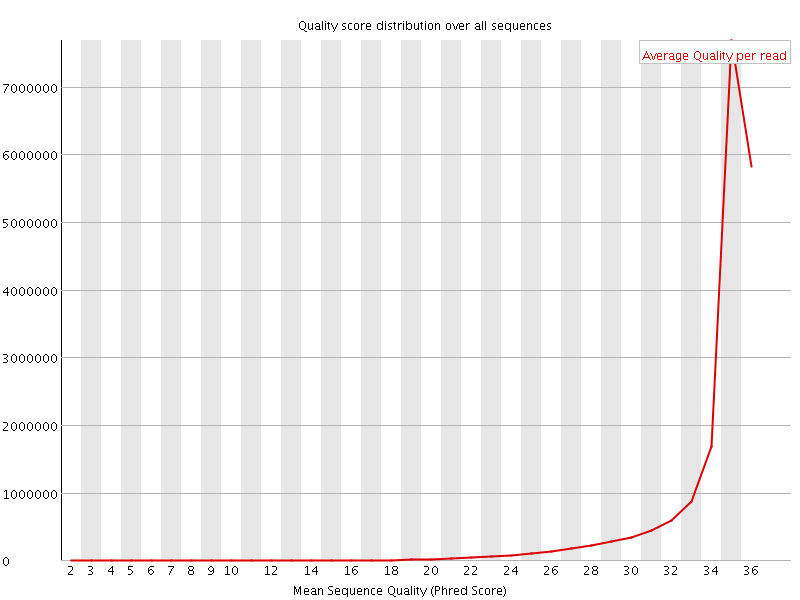 Quality score distribution over all sequences
Average Quality per read
7000000
6000000
5000000
4000000
3000000
2000000
1000000
0
2 3 4 5 6 7 8 9 10 12 14 16 18 20 22 24 26 28 30 32 34 36
Mean Sequence Quality (Phred Score)